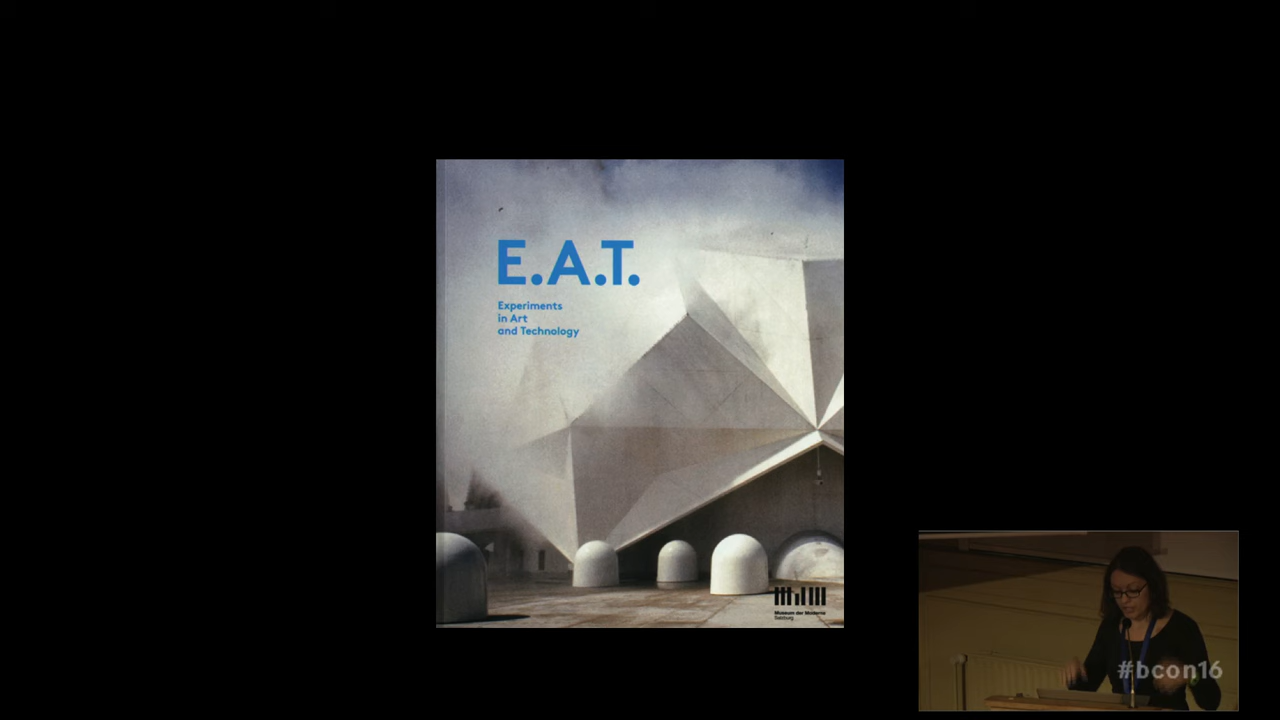 E.A.T.
Experiments
in Art
and Technology
Museum der Moderne
Salzburg
#bcon16